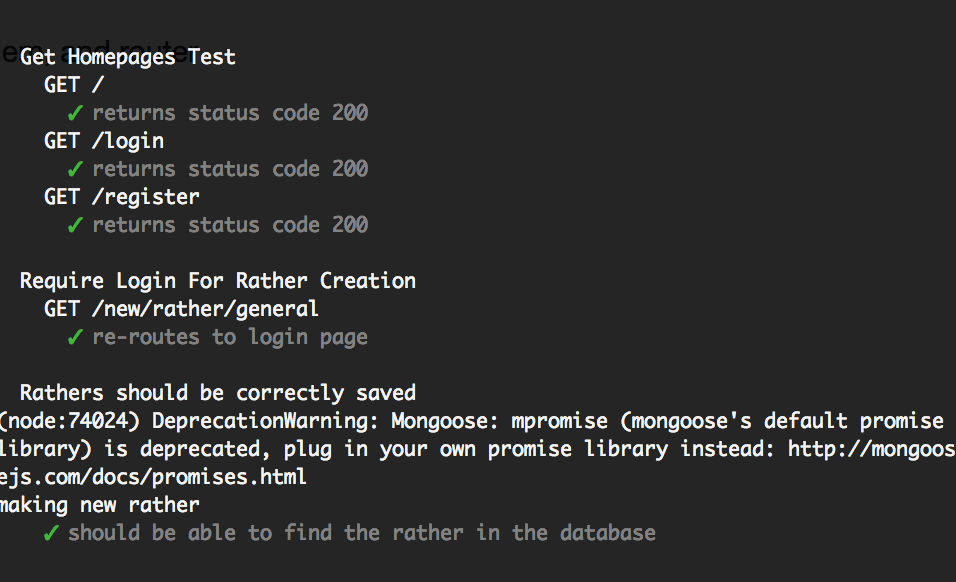 Get Homepages Test
GET /
✓ returns status code 200
GET /login
✓ returns status code 200
GET /register
✓ returns status code 200
Require Login For Rather Creation
GET /new/rather/general
✓ re-routes to login page
Rathers should be correctly saved
(node:74024) DeprecationWarning: Mongoose: mpromise (mongoose's default promise
library) is deprecated, plug in your own promise library instead: http://mongoos
ejs.com/docs/promises.html
making new rather
✓ should be able to find the rather in the database